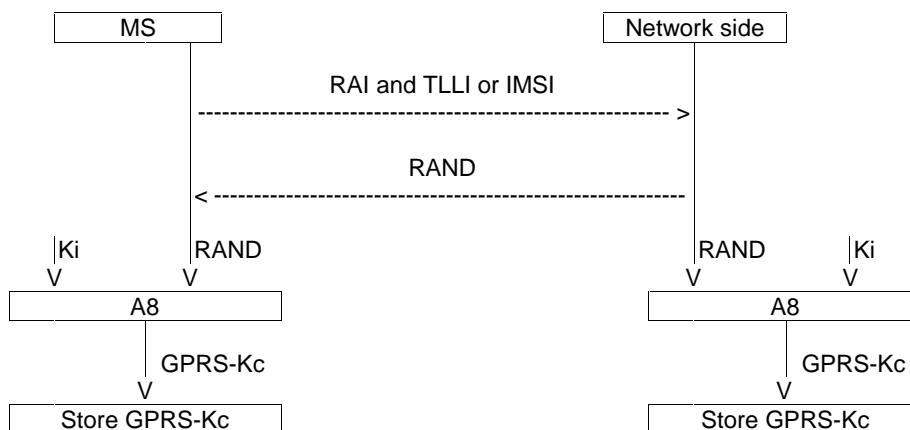 MS
Network side
RAI and TLLI or IMSI
------------------------------------------------------------ >
RAND
< ------------------------------------------------------------
Ki
RAND
RAND
Ki
V
V
V
V
A8
A8
GPRS-Kc
GPRS-Kc
V
V
Store GPRS-Kc
Store GPRS-Kc